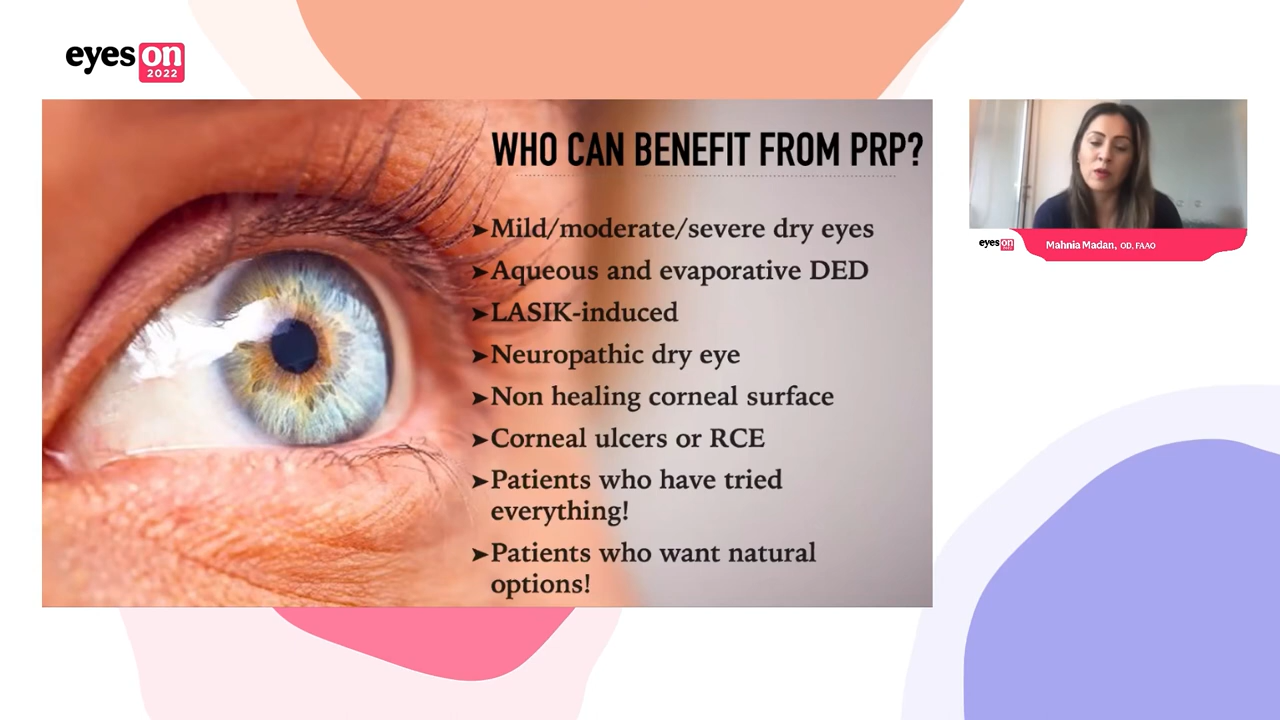 eyes on
2022
WHO CAN BENEFIT FROM PRP?
➤Mild/moderate/severe dry eyes
➤Aqueous and evaporative DED
➤LASIK-induced
➤Neuropathic dry eye
➤Non healing corneal surface
➤Corneal ulcers or RCE
➤Patients who have tried
everything!
➤Patients who want natural
options!
eyes on
Mahnia Madan, OD, FAAO